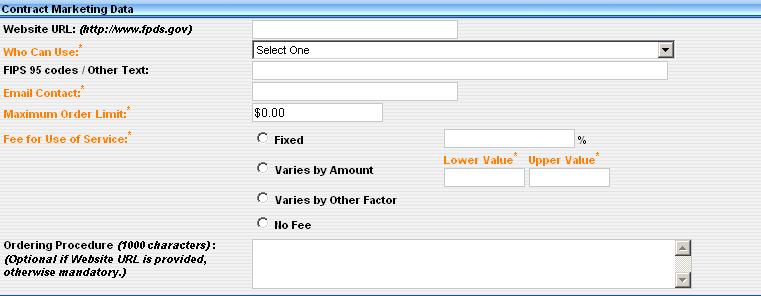 Contract Marketing Data
Website URL: (http://www.fpds.gov)
Who Can Use:* Select One
FIPS 95 codes / Other Text:
Email Contact:*
Maximum Order Limit:* $0.00
Fee for Use of Service:* Fixed %
Lower Value* Upper Value*
Varies by Amount
Varies by Other Factor
No Fee
Ordering Procedure (1000 characters) :
(Optional if Website URL is provided,
otherwise mandatory.)